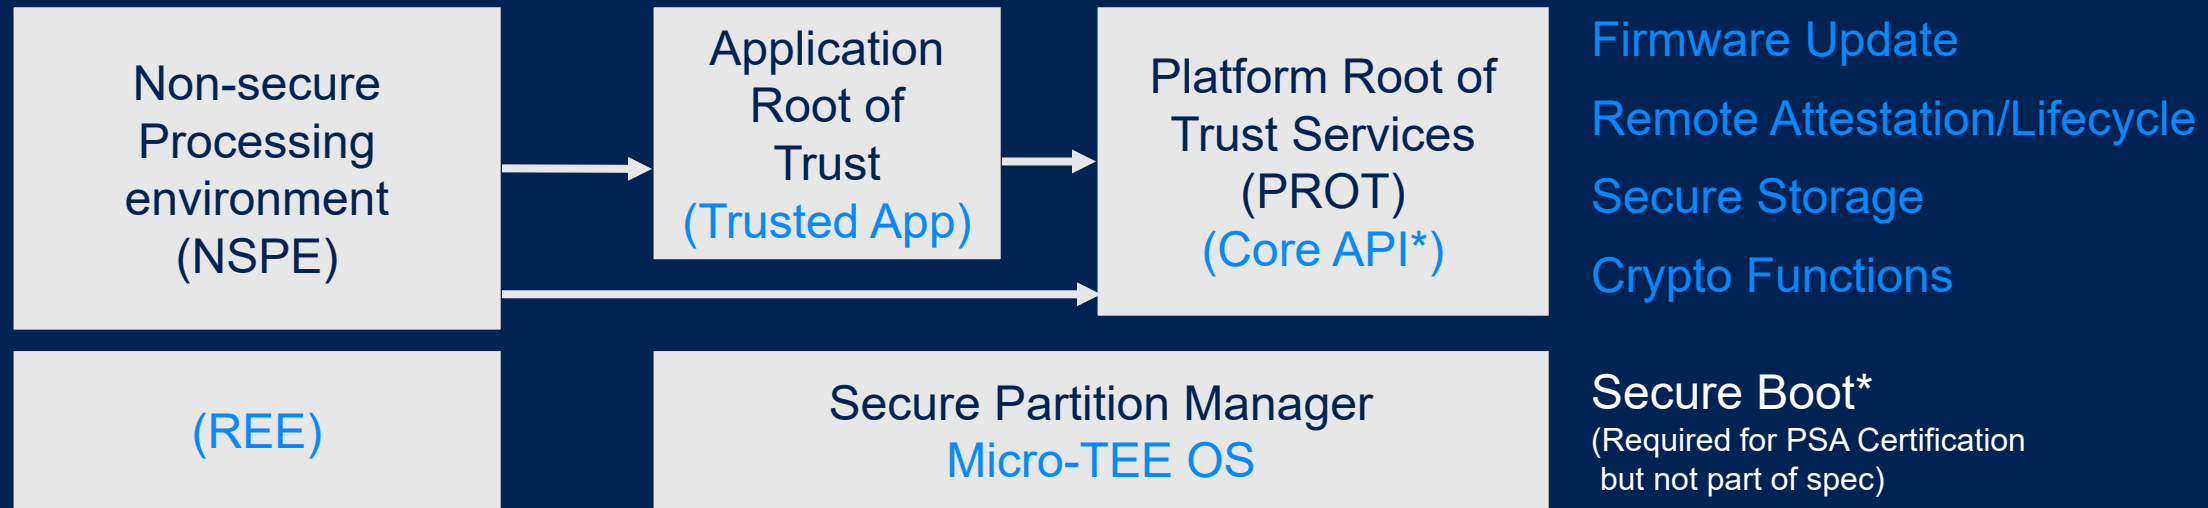 Non-secure
Processing
environment
(NSPE)
Application
Root of
Trust
(Trusted App)
Platform Root of
Trust Services
(PROT)
(Core API*)
Firmware Update
Remote Attestation/Lifecycle
Secure Storage
Crypto Functions
(REE)
Secure Partition Manager
Micro-TEE OS
Secure Boot*
(Required for PSA Certification
but not part of spec)